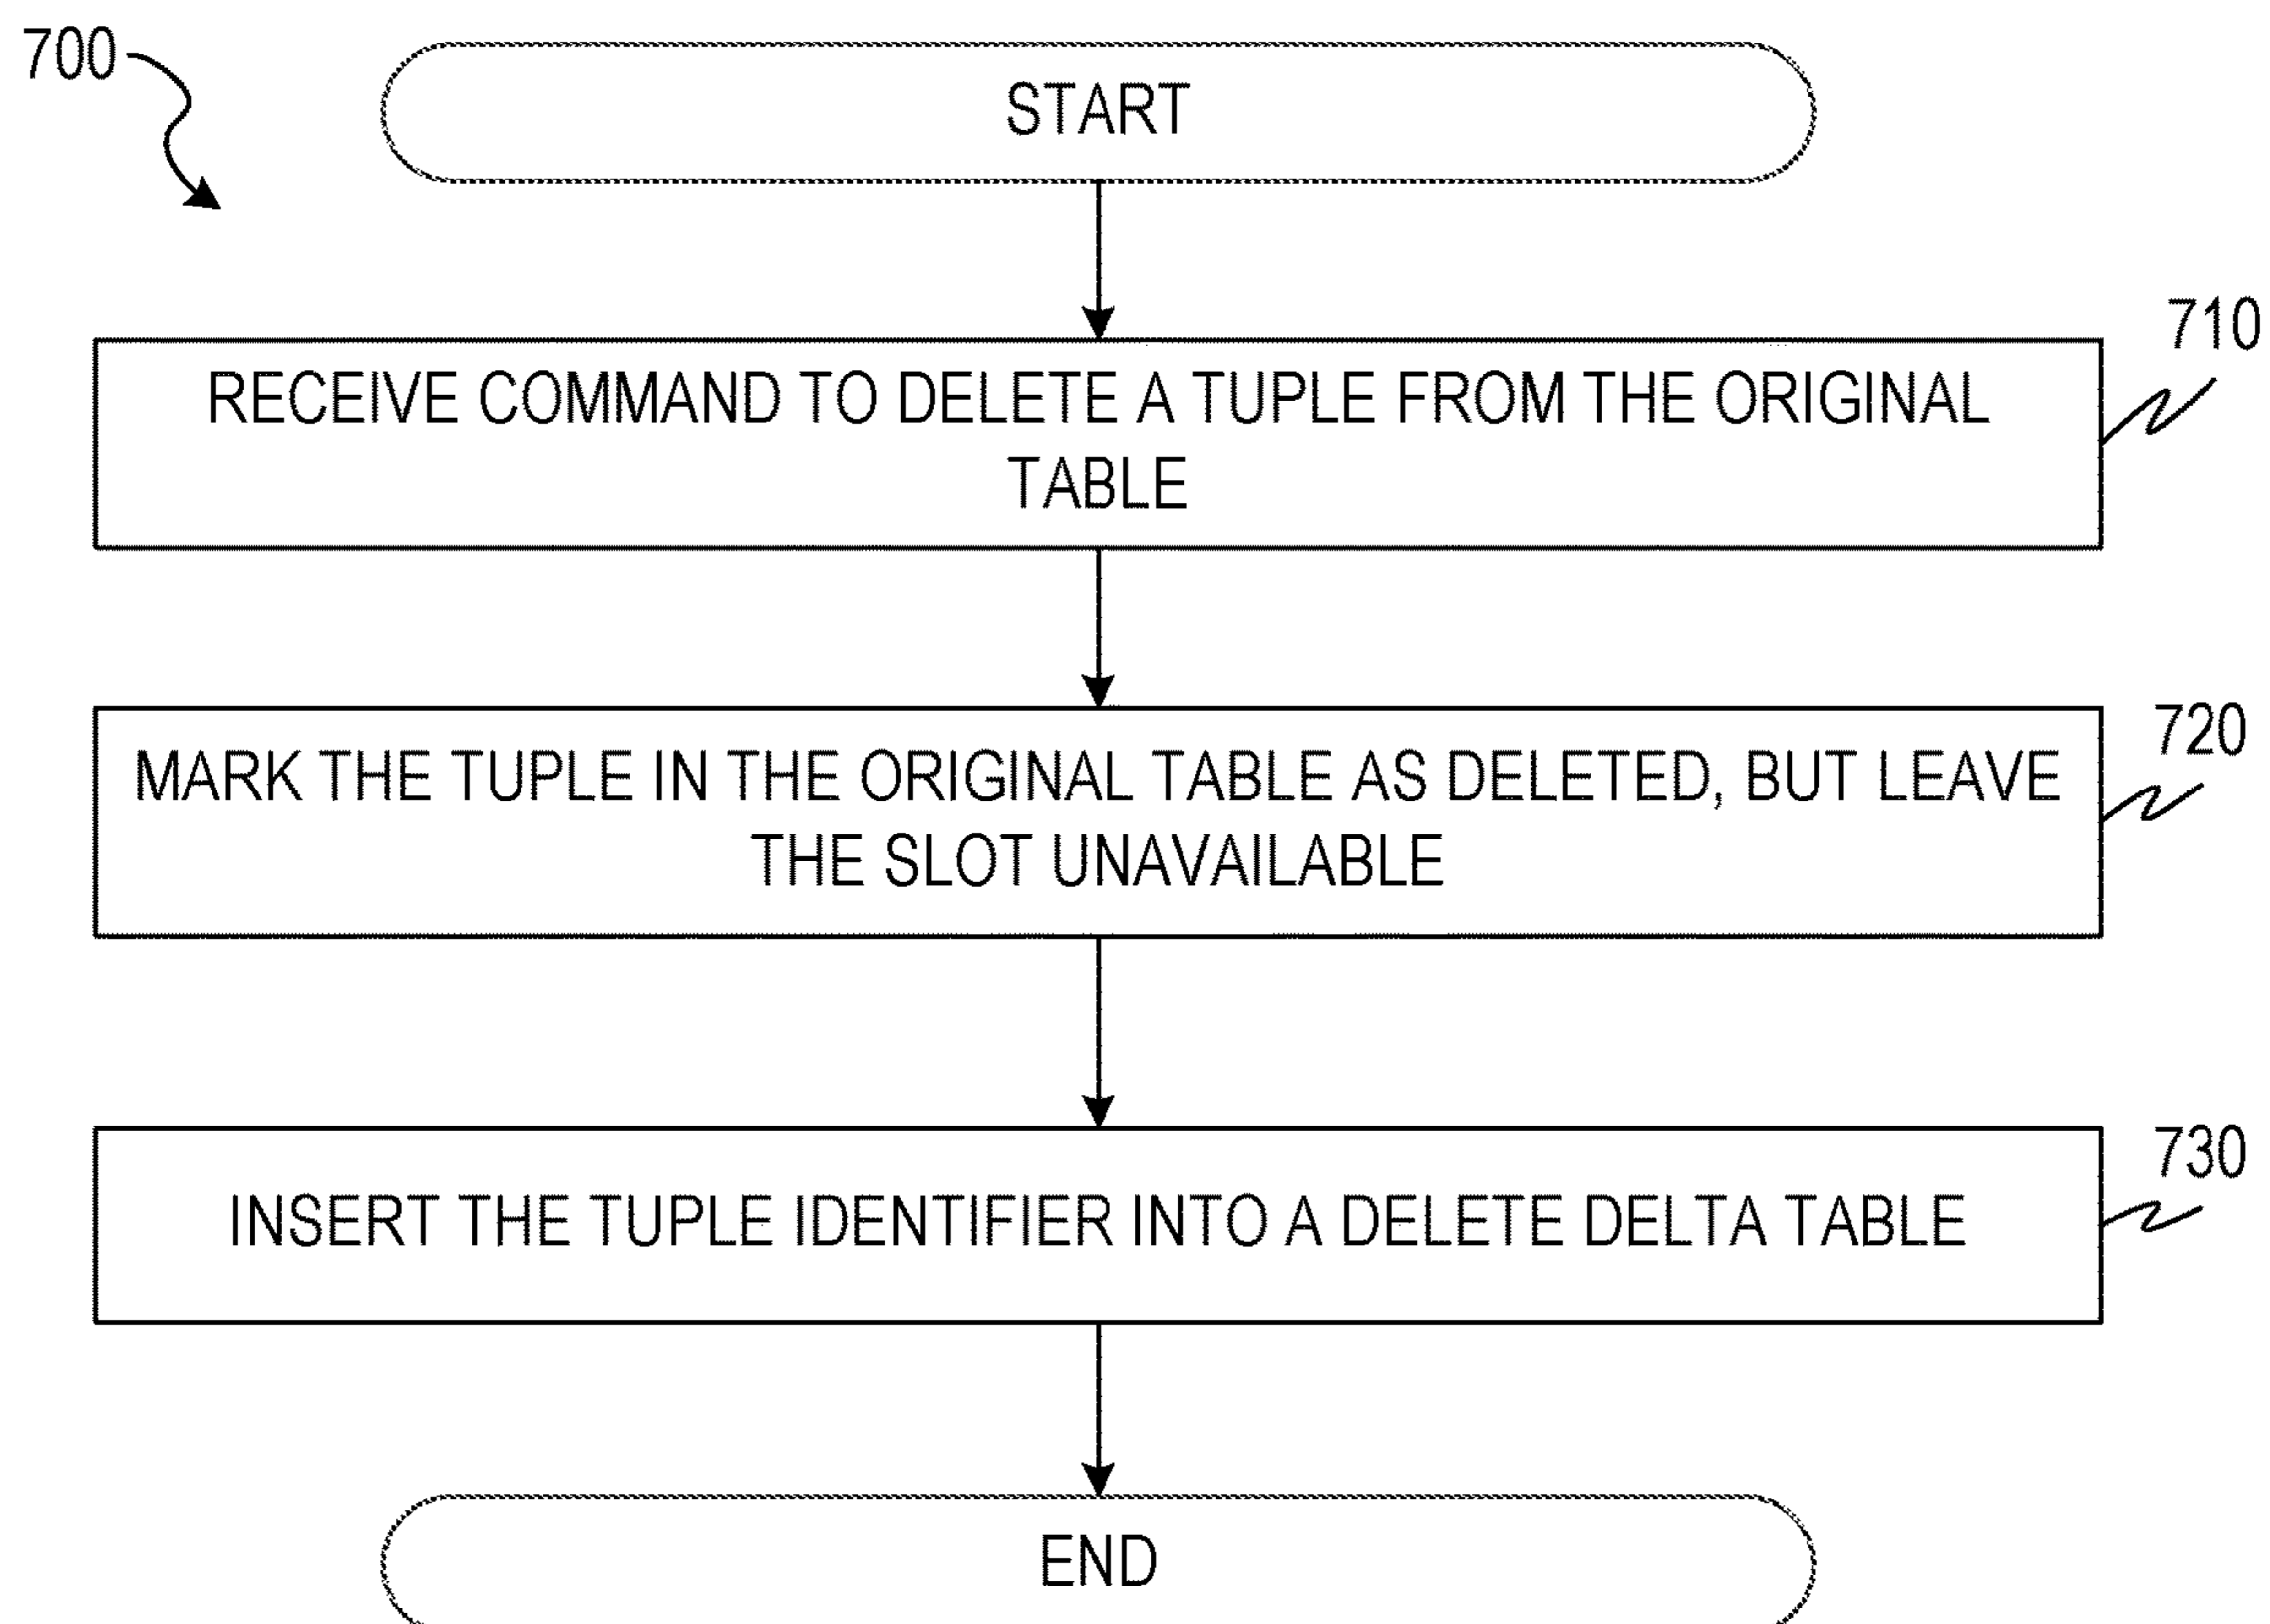 700
START
710
RECEIVE COMMAND TO DELETE A TUPLE FROM THE ORIGINAL
TABLE
720
MARK THE TUPLE IN THE ORIGINAL TABLE AS DELETED, BUT LEAVE
THE SLOT UNAVAILABLE
730
INSERT THE TUPLE IDENTIFIER INTO A DELETE DELTA TABLE
END